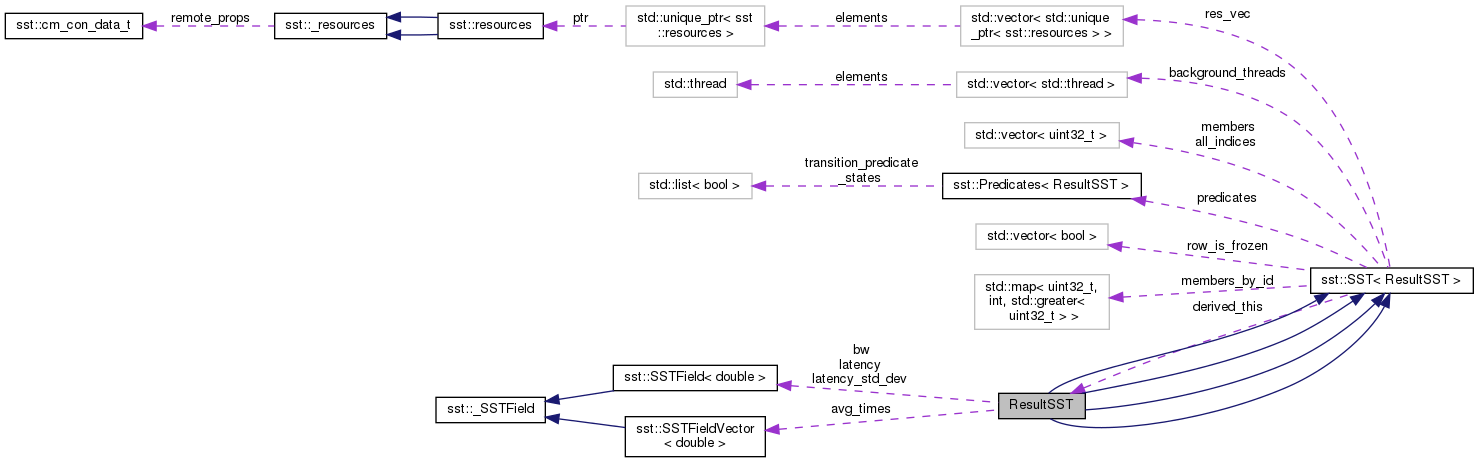 sst::cm_con_data_t
remote_props
sst::_resources
sst::resources
ptr
std::unique_ptr< sst
::resources >
elements
std::vector< std::unique
_ptr< sst::resources > >
res_vec
std::thread
elements
std::vector< std::thread >
background_threads
std::vector< uint32_t >
members
all_indices
std::list< bool >
transition_predicate
_states
sst::Predicates< ResultSST >
predicates
std::vector< bool >
row_is_frozen
sst::SST< ResultSST >
std::map< uint32_t,
int, std::greater<
uint32_t > >
members_by_id
derived_this
bw
latency
latency_std_dev
sst::SSTField< double >
sst::_SSTField
ResultSST
avg_times
sst::SSTFieldVector
< double >